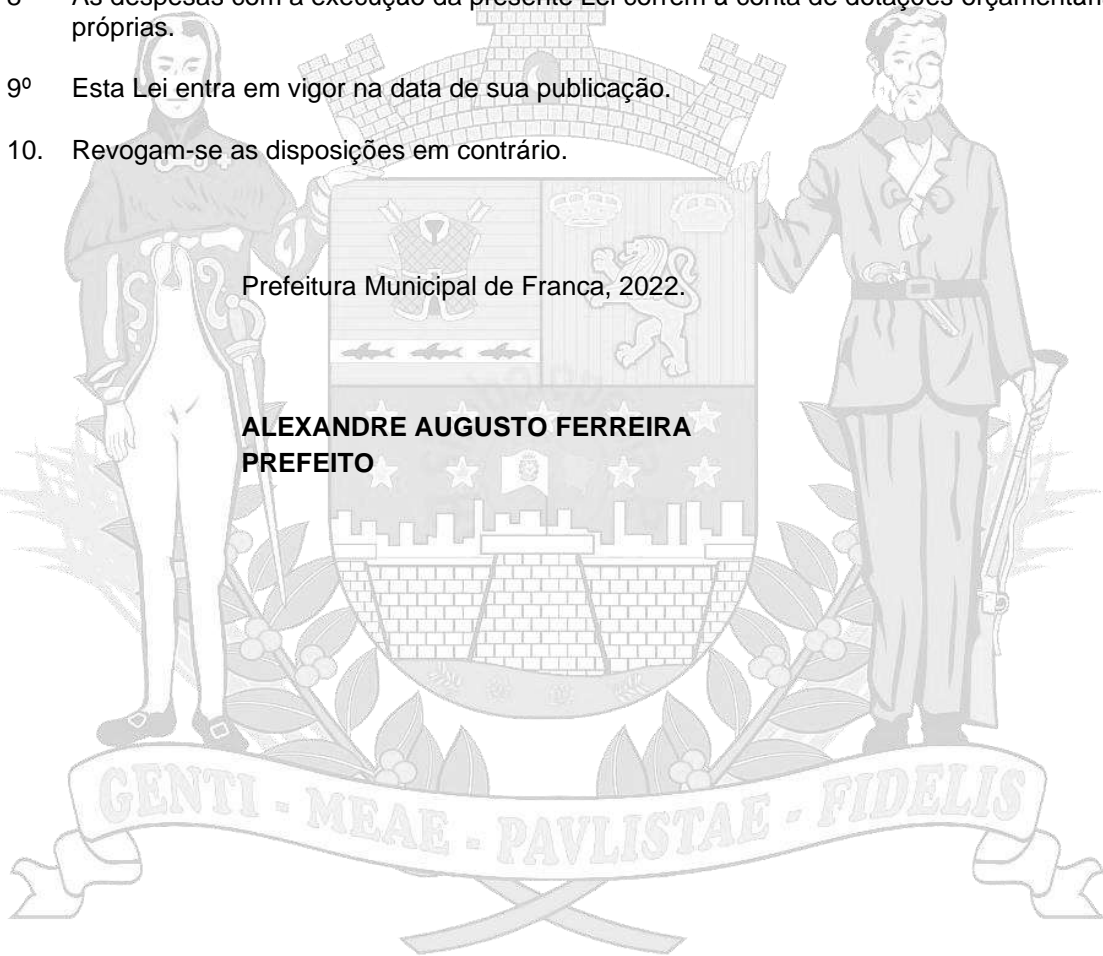 As despesas com a execução da presente Lei correm à conta de dotações
próprias.
9º Esta Lei entra em vigor na data de sua publicação.
10. Revogam-se as disposições em contrário.
Prefeitura Municipal de Franca, 2022.
ALEXANDRE AUGUSTO FERREIRA
PREFEITO
GENTI - MEAE - PAVLISTAE - FIDELIS